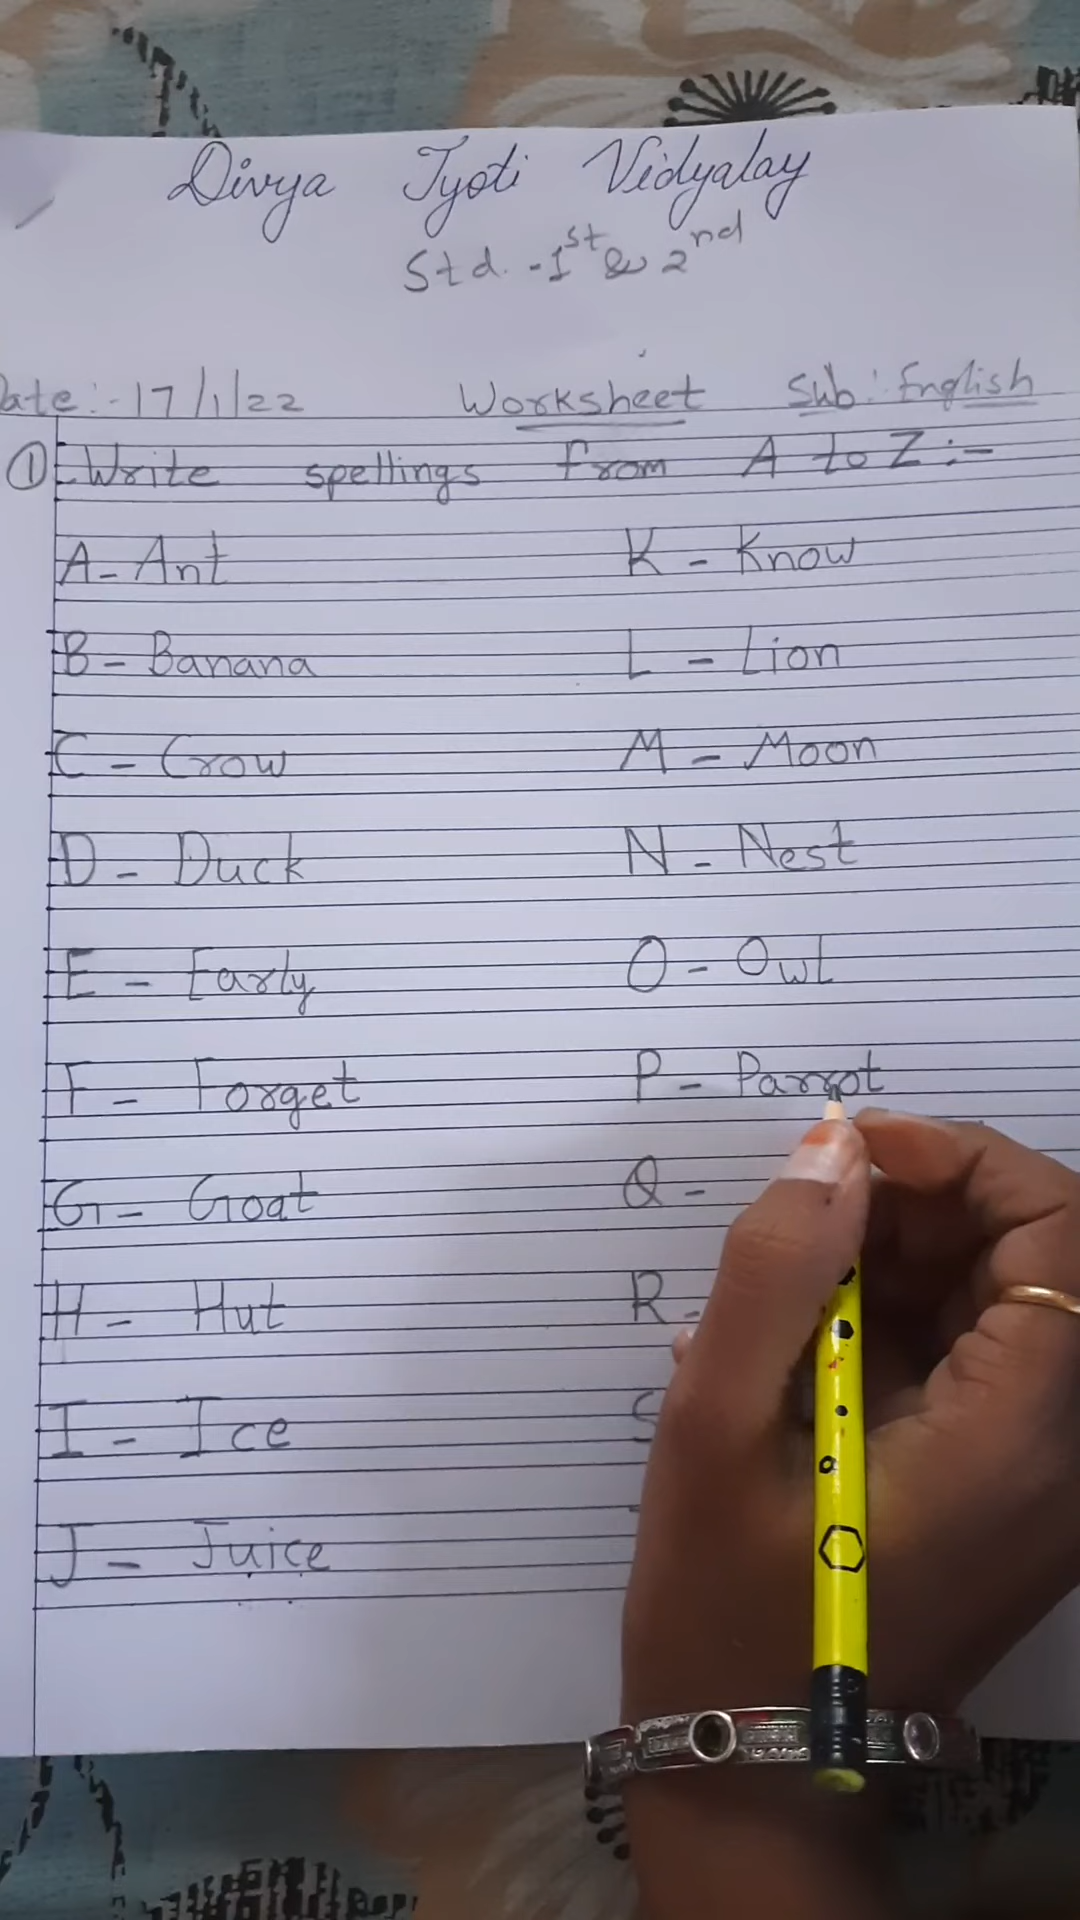 Divya Jyoti Vidyalay
Std. - 1st & 2nd
Date:- 17/1/22 Worksheet Sub: English
① Write spellings from A to Z :-
A - Ant
B - Banana
C - Crow
D - Duck
E - Early
F - Forget
G - Goat
H - Hut
I - Ice
J - Juice
K - Know
L - Lion
M - Moon
N - Nest
O - Owl
P - Parrot
Q -
R -
S